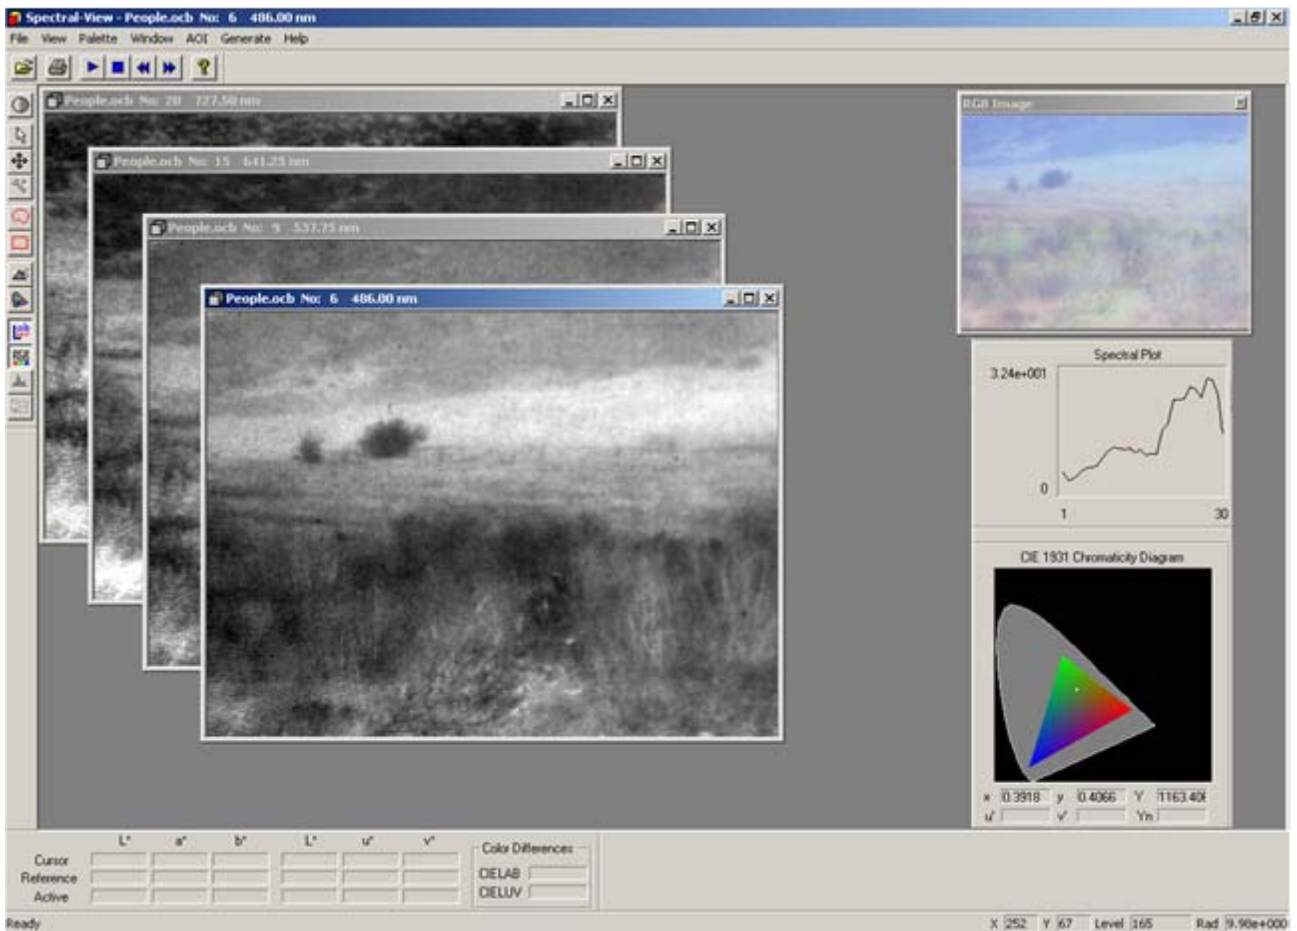 Spectral-View - People.ocb No: 6 486.00 nm
File View Palette Window AOI Generate Help
People.ocb No: 20 727.50 nm
People.ocb No: 15 641.25 nm
People.ocb No: 9 537.75 nm
People.ocb No: 6 486.00 nm
RGB Image
Spectral Plot
3.24e+001
0
1 30
CIE 1931 Chromaticity Diagram
x 0.3918 y 0.4066 Y 1163.40
u' v' Yn
L* a* b* L* u* v*
Cursor
Reference
Active
Color Differences
CIELAB
CIELUV
Ready
X 252 Y 67 Level 165 Rad 9.98e+000